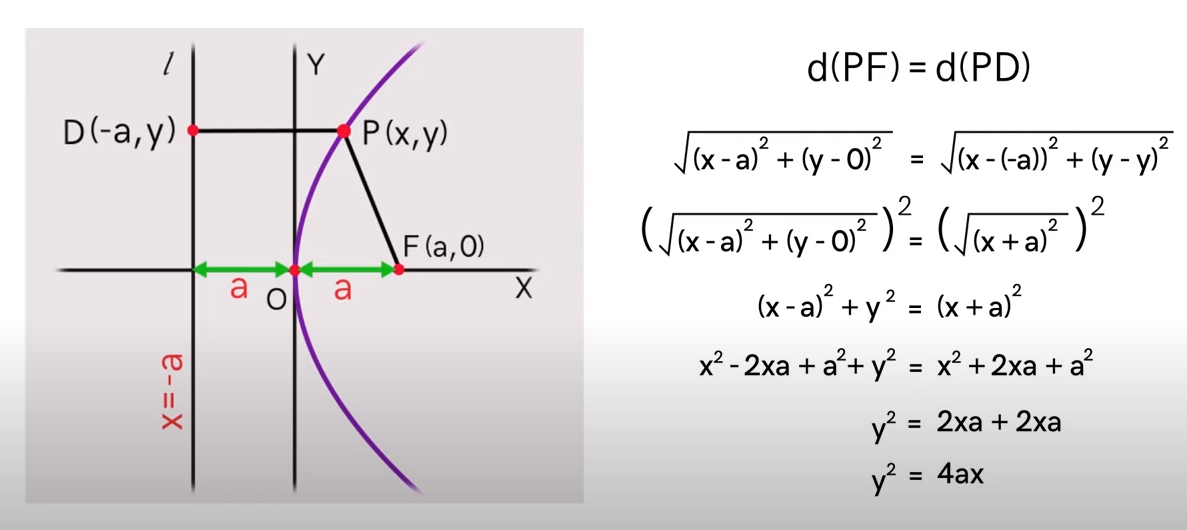 l
Y
D(-a,y)
P(x,y)
F(a,0)
a
O
a
X
x=-a
d(PF) = d(PD)
√(x - a)² + (y - 0)² = √(x - (-a))² + (y - y)²
(√(x - a)² + (y - 0)²)² = (√(x + a)²)²
(x - a)² + y² = (x + a)²
x² - 2xa + a² + y² = x² + 2xa + a²
y² = 2xa + 2xa
y² = 4ax